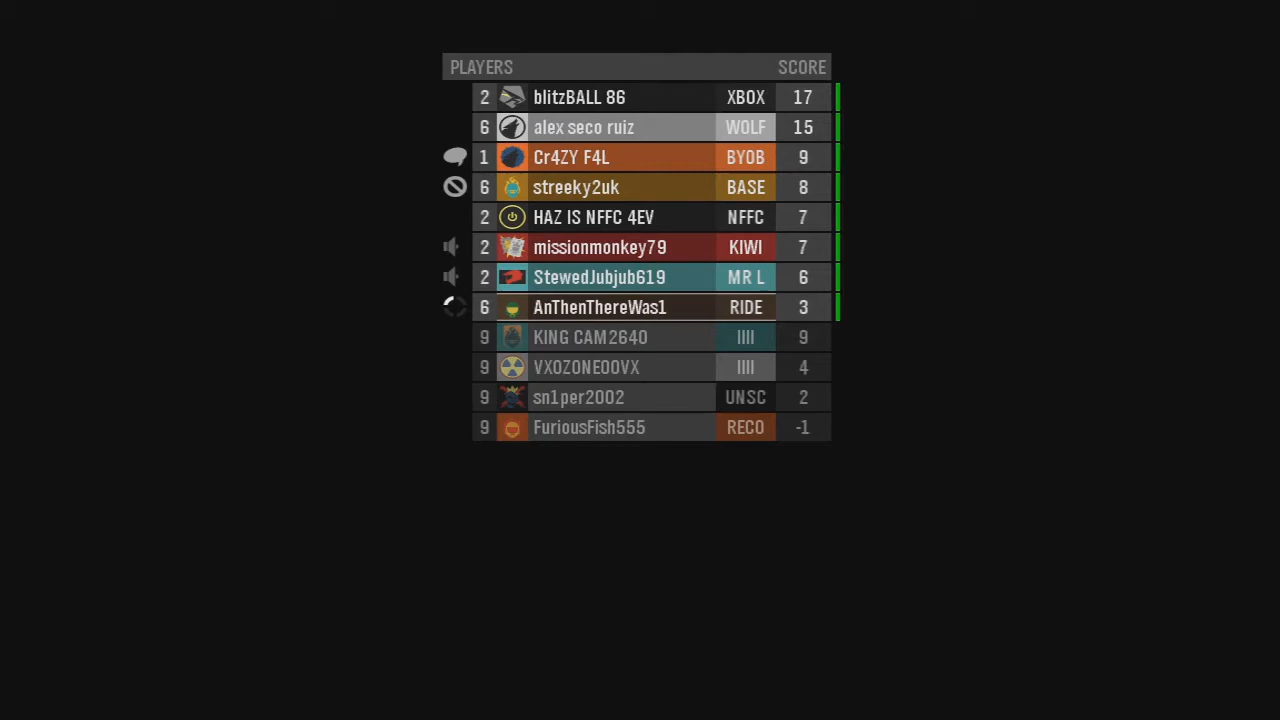 PLAYERS SCORE
2 blitzBALL 86 XBOX 17
6 alex seco ruiz WOLF 15
1 Cr4ZY F4L BYOB 9
6 streeky2uk BASE 8
2 HAZ IS NFFC 4EV NFFC 7
2 missionmonkey79 KIWI 7
2 StewedJubjub619 MR L 6
6 AnThenThereWas1 RIDE 3
9 KING CAM2640 IIII 9
9 VXOZONEOOVX IIII 4
9 sn1per2002 UNSC 2
9 FuriousFish555 RECO -1